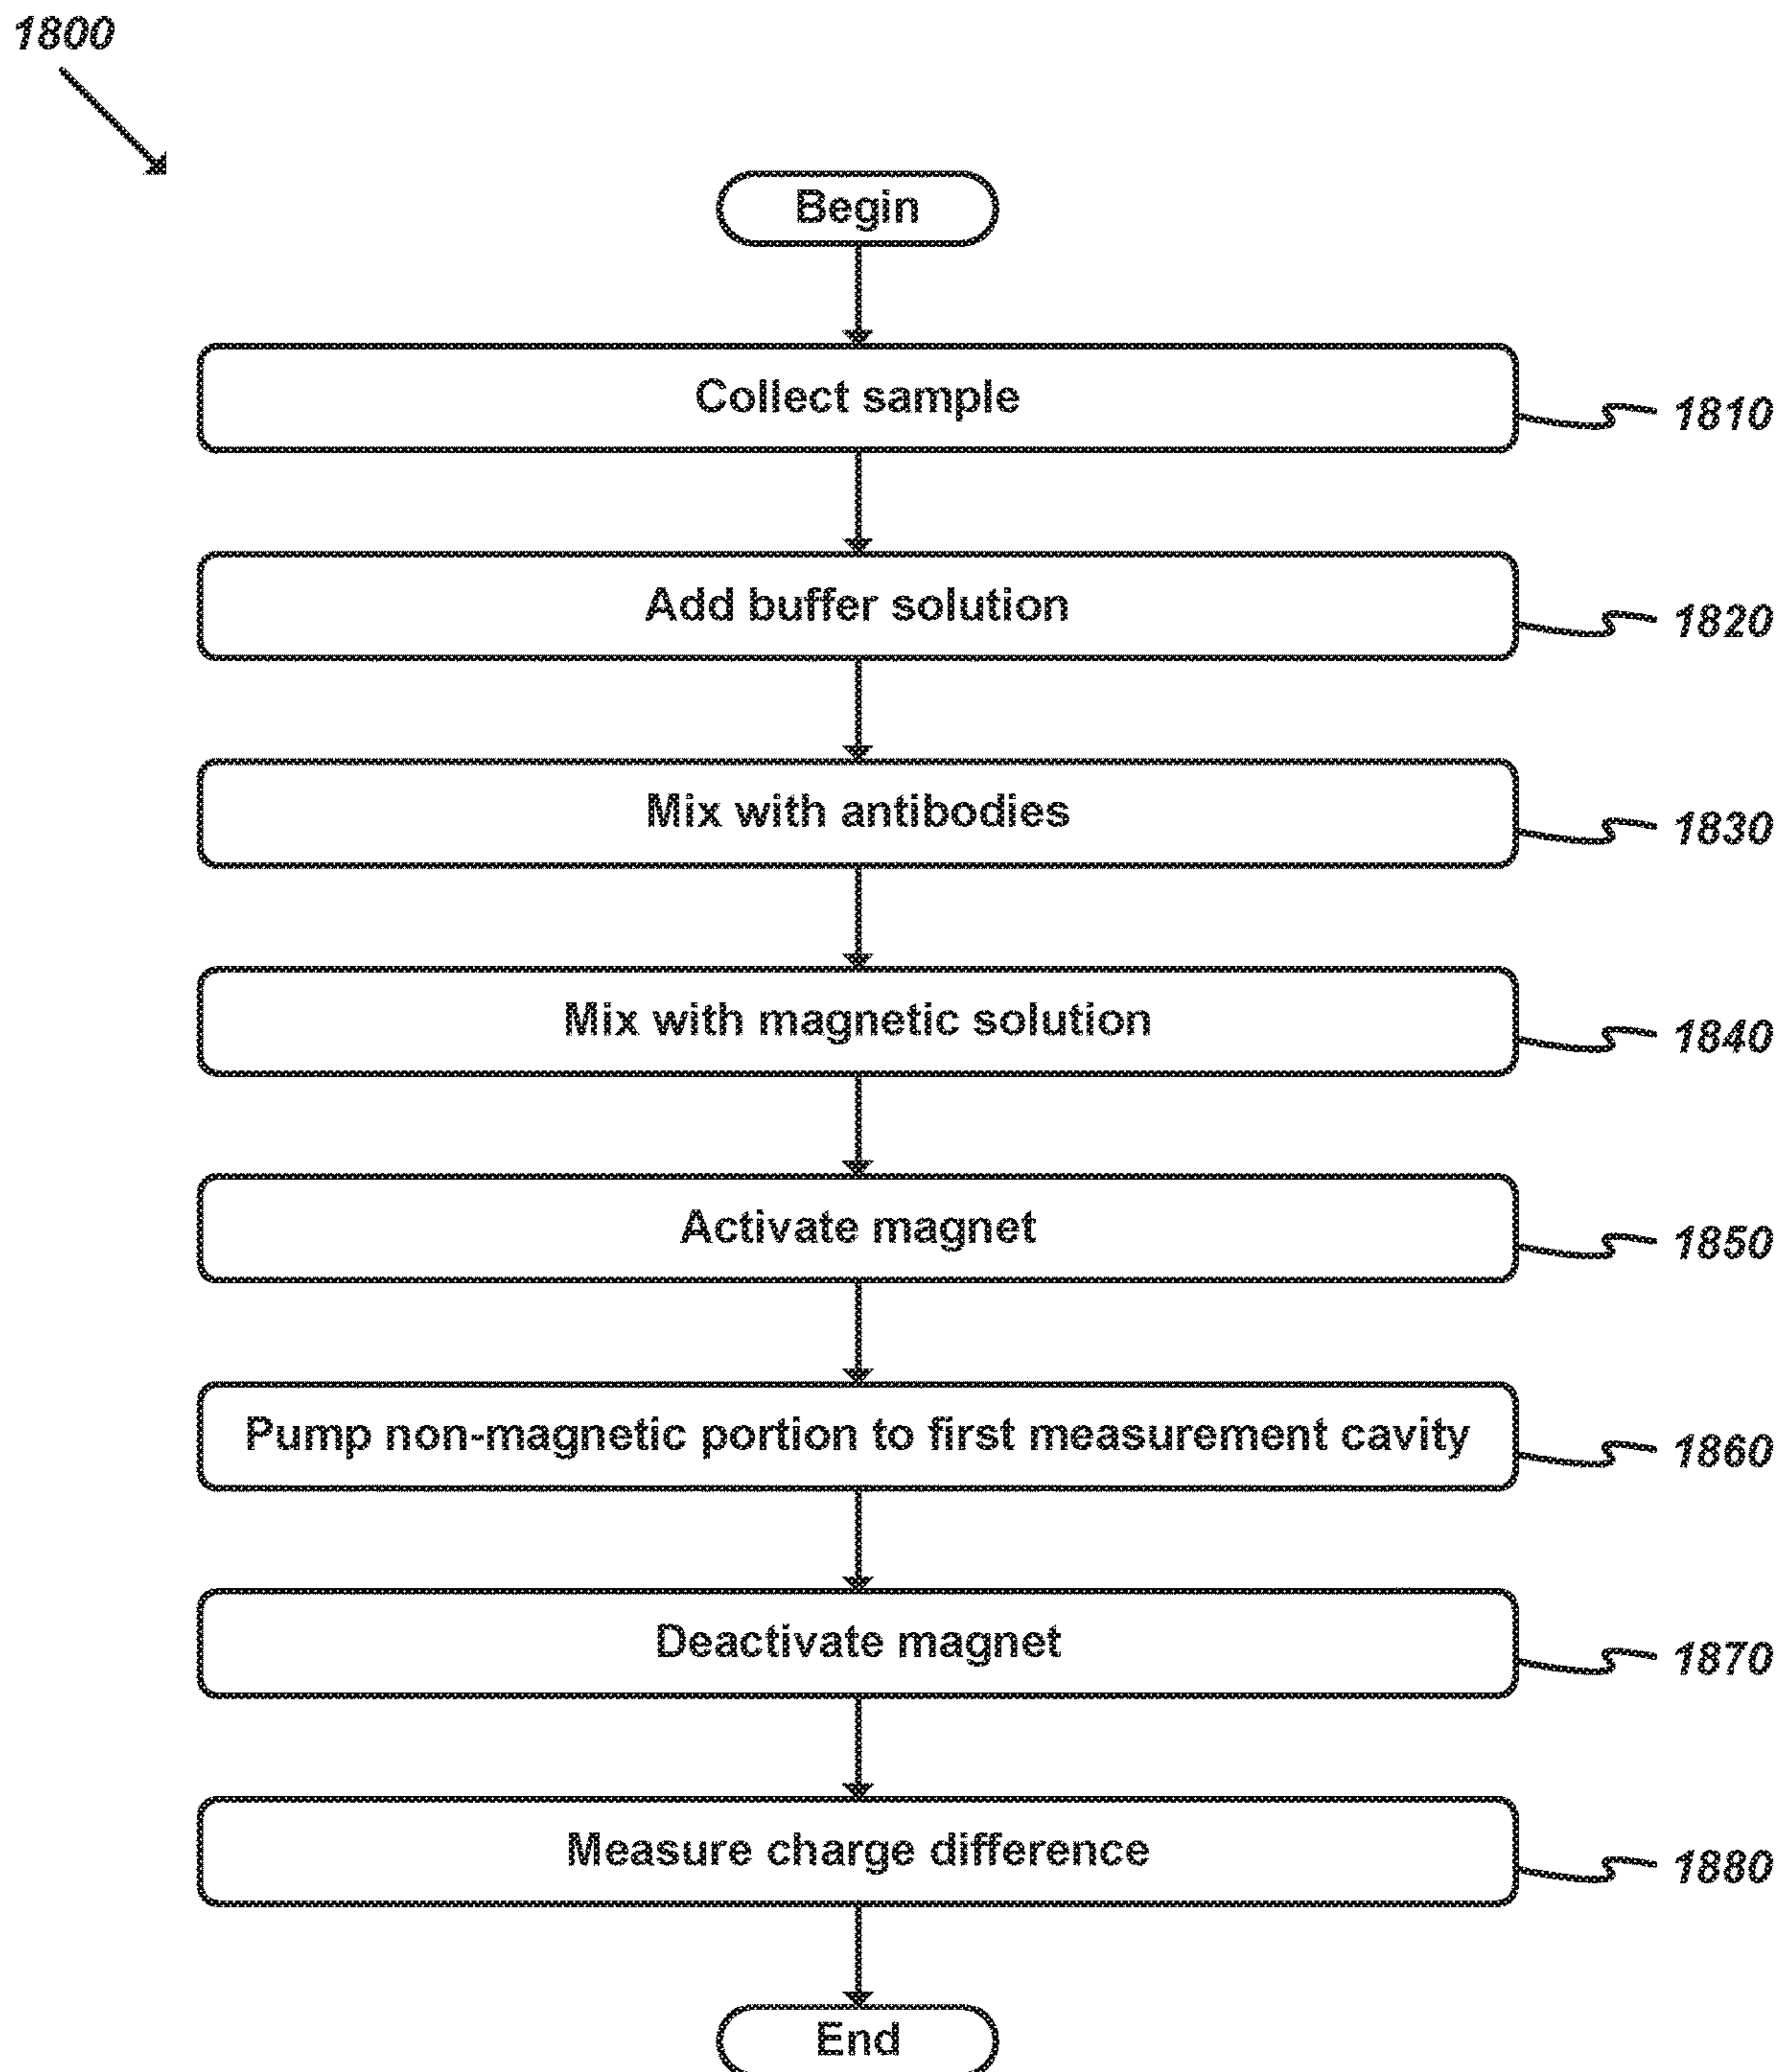 1800
Begin
Collect sample
1810
Add buffer solution
1820
Mix with antibodies
1830
Mix with magnetic solution
1840
Activate magnet
1850
Pump non-magnetic portion to first measurement cavity
1860
Deactivate magnet
1870
Measure charge difference
1880
End